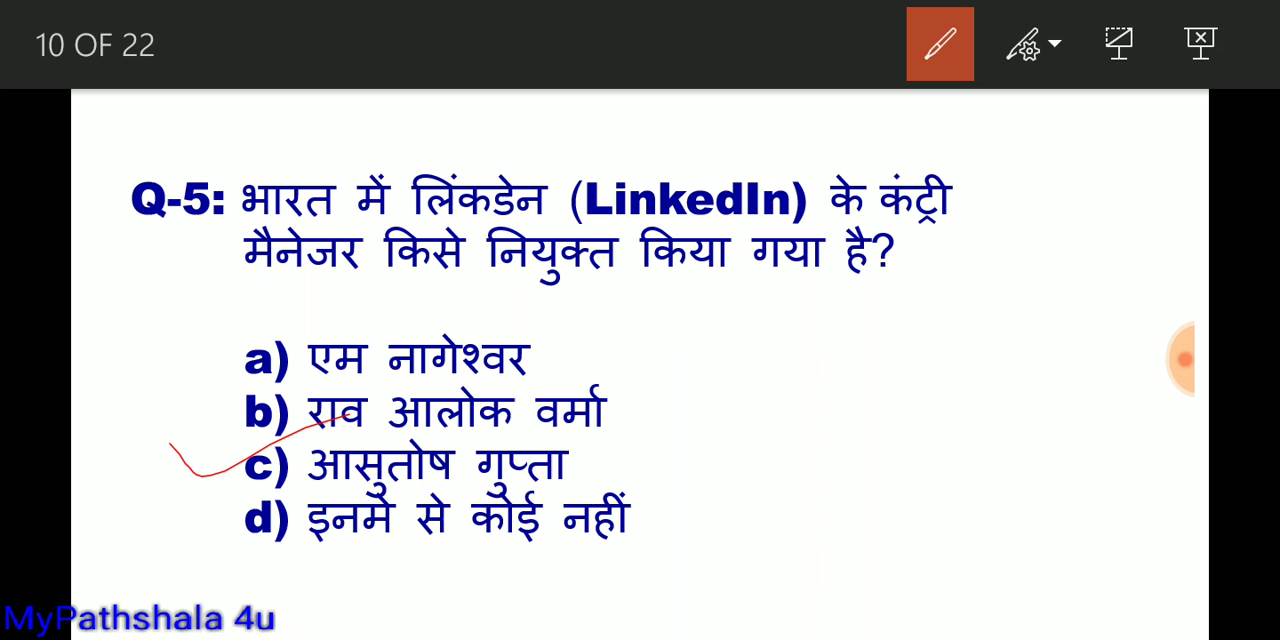 10 OF 22
Q-5: भारत में लिंकडेन (LinkedIn) के कंट्री
मैनेजर किसे नियुक्त किया गया है?
a) एम नागेश्वर
b) राव आलोक वर्मा
c) आसुतोष गुप्ता
d) इनमे से कोई नहीं
MyPathshala 4u